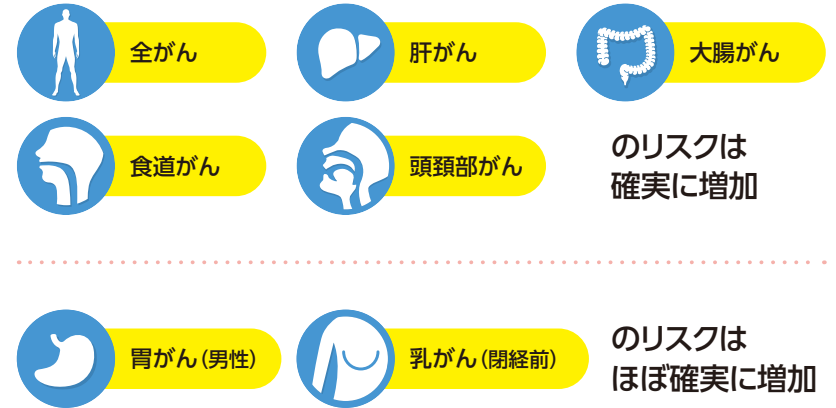 全がん
肝がん
大腸がん
食道がん
頭頚部がん
のリスクは
確実に増加
胃がん(男性)
乳がん(閉経前)
のリスクは
ほぼ確実に増加